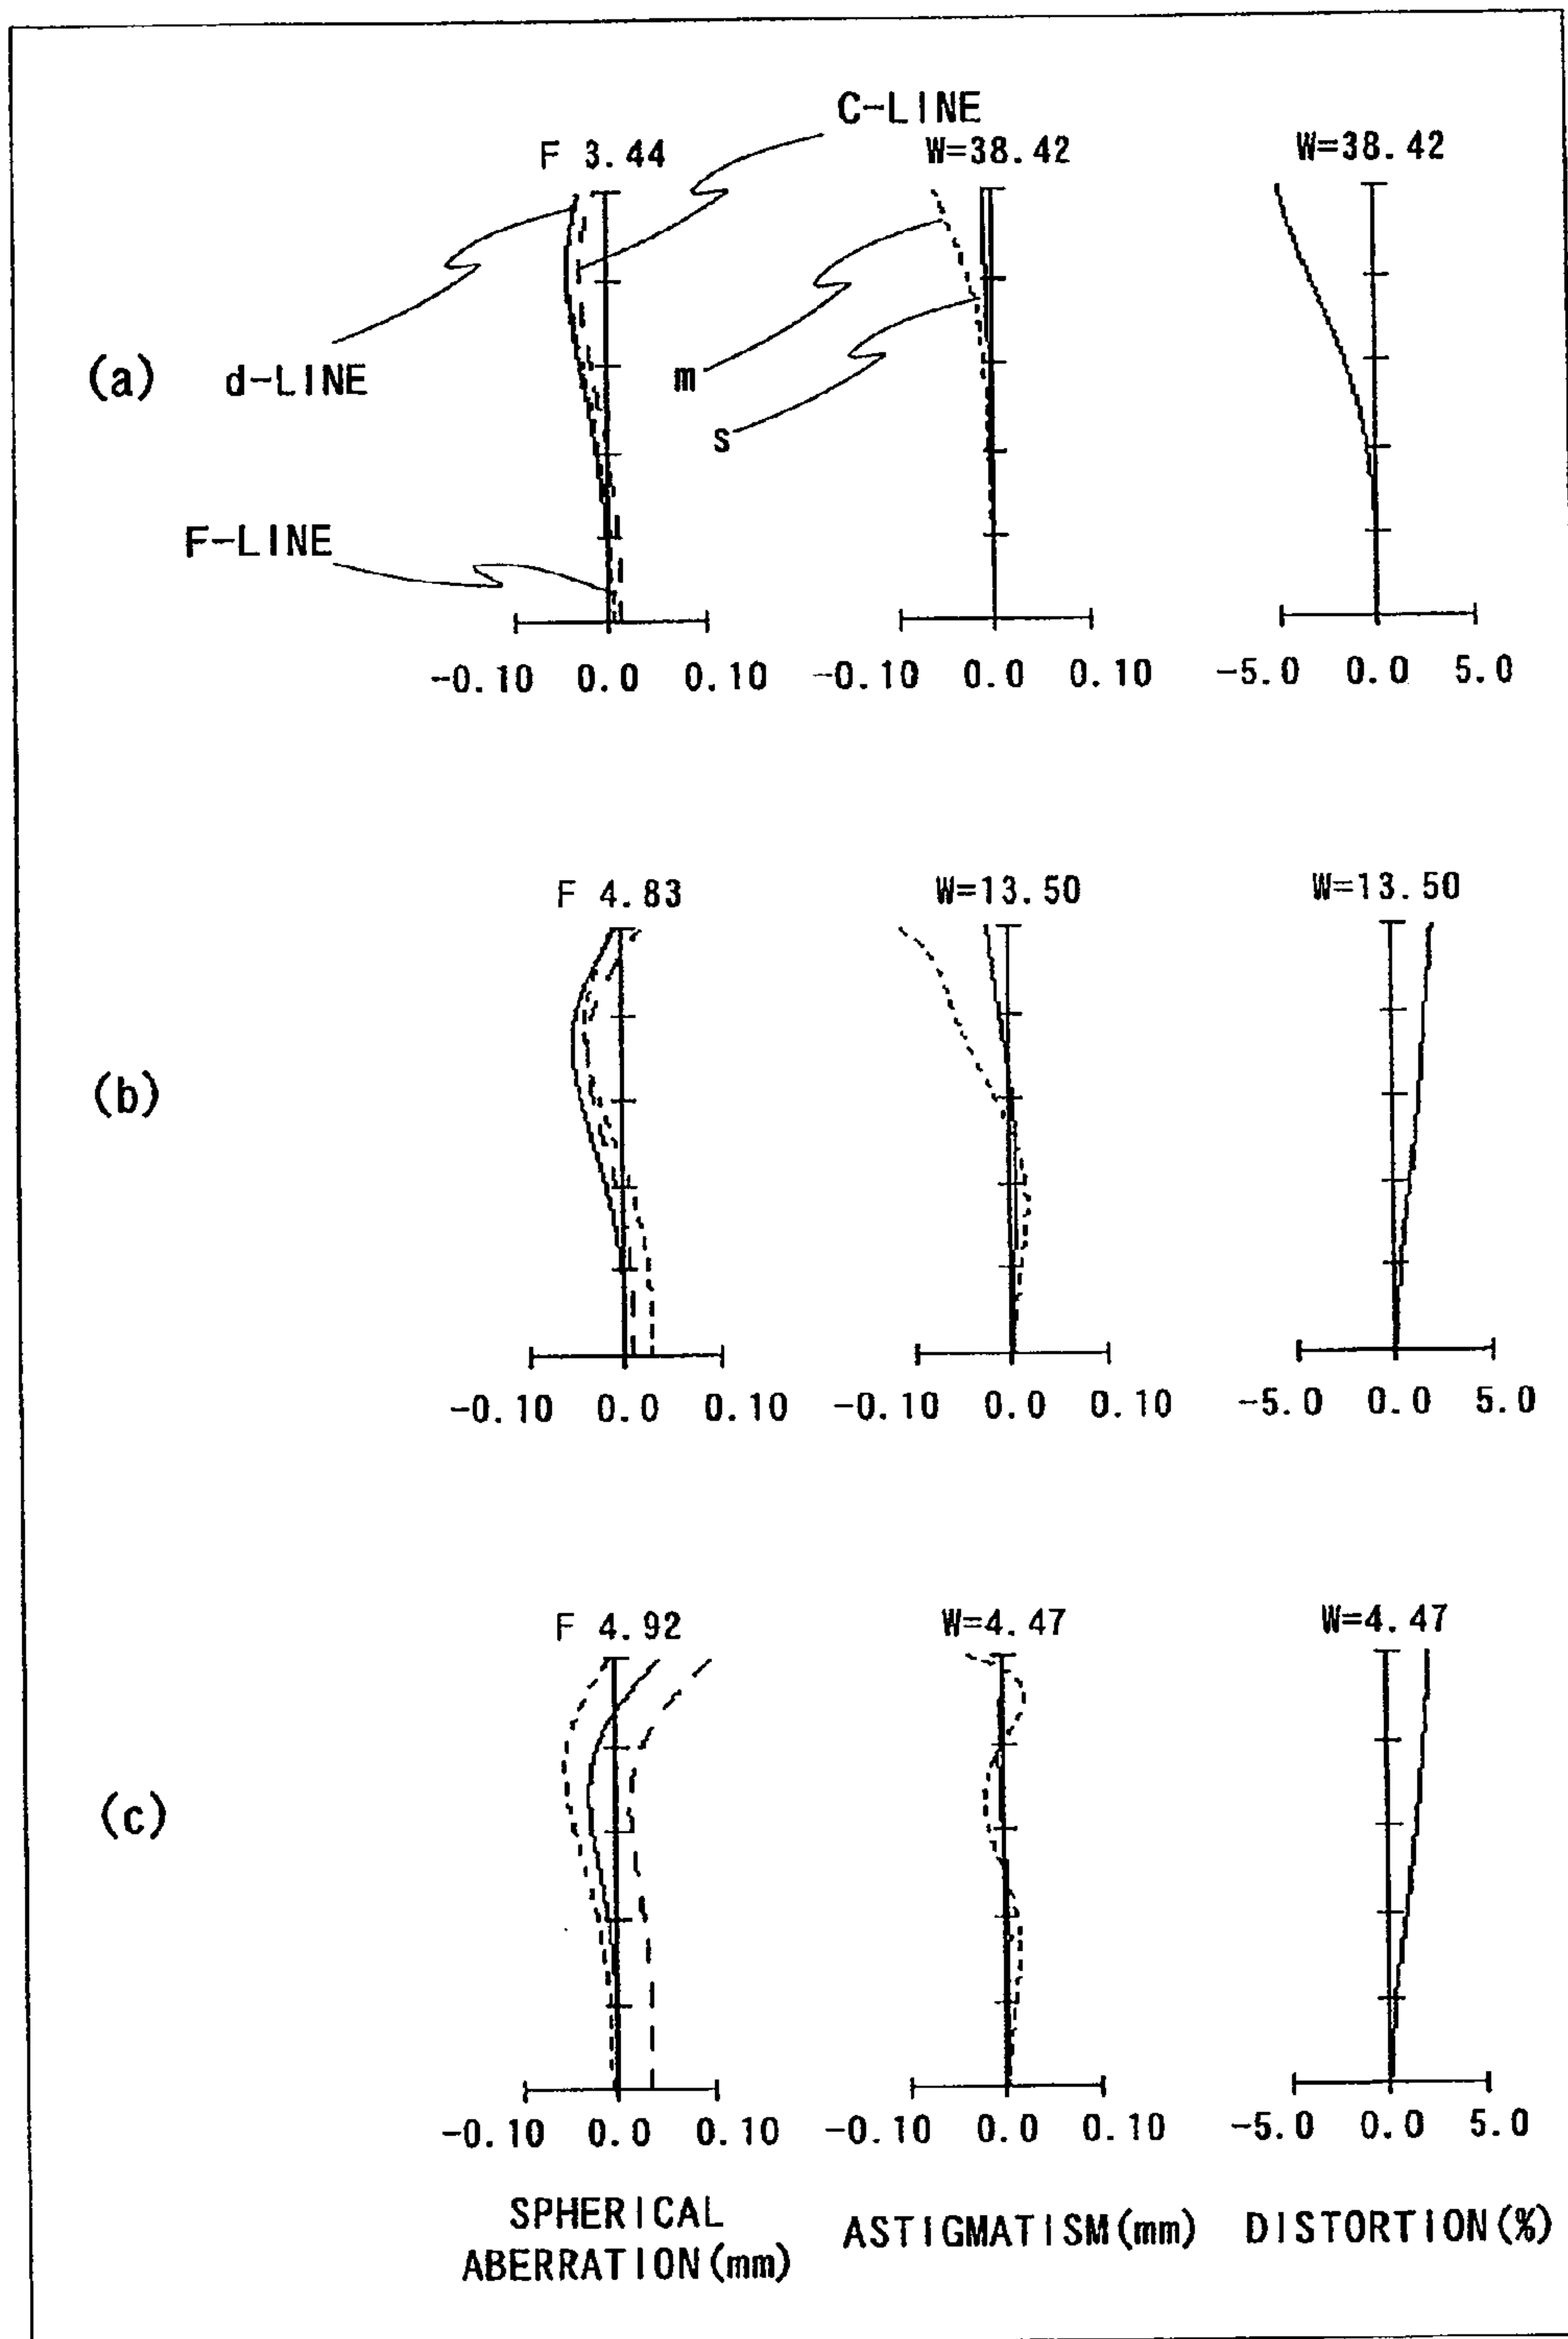 C-LINE
F 3.44 W=38.42 W=38.42
(a) d-LINE m s
F-LINE
-0.10 0.0 0.10 -0.10 0.0 0.10 -5.0 0.0 5.0
F 4.83 W=13.50 W=13.50
(b)
-0.10 0.0 0.10 -0.10 0.0 0.10 -5.0 0.0 5.0
F 4.92 W=4.47 W=4.47
(c)
-0.10 0.0 0.10 -0.10 0.0 0.10 -5.0 0.0 5.0
SPHERICAL
ABERRATION(mm) ASTIGMATISM(mm) DISTORTION(%)